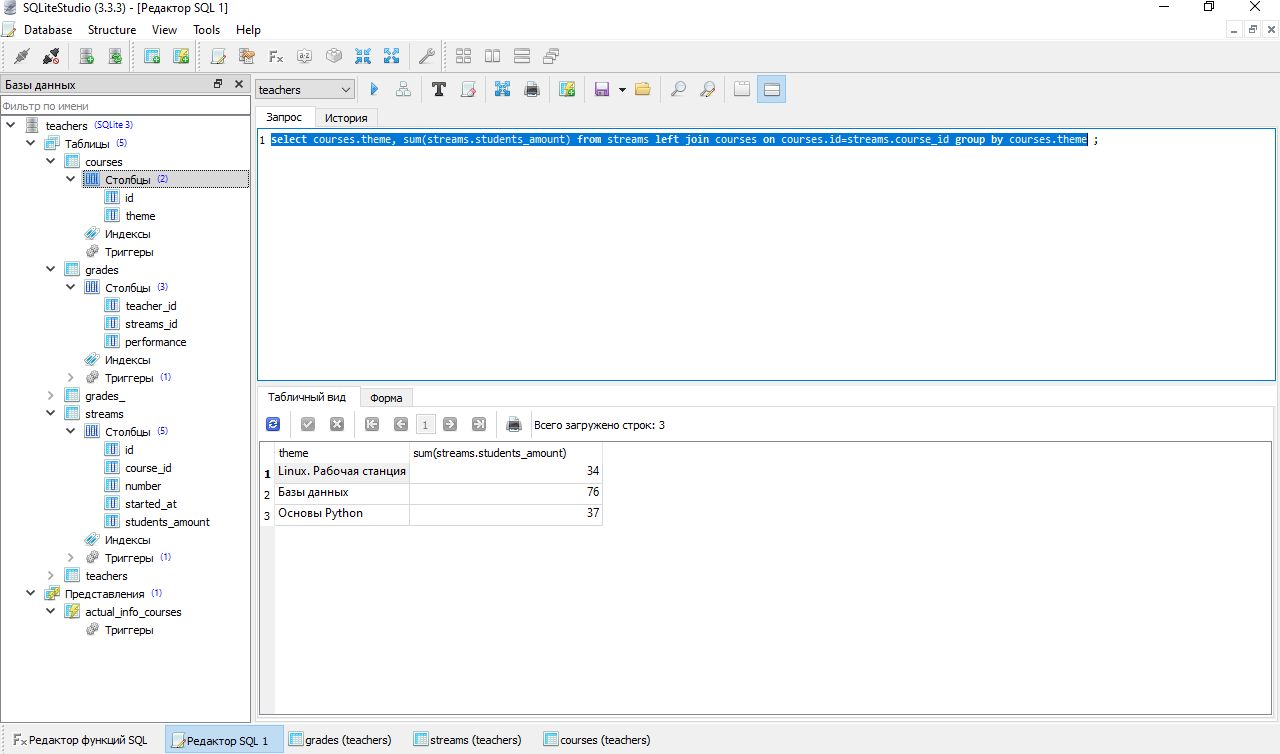 SQLiteStudio (3.3.3) - [Редактор SQL 1]
Database Structure View Tools Help
Базы данных
Фильтр по имени
teachers (SQLite 3)
Таблицы (5)
courses
Столбцы (2)
id
theme
Индексы
Триггеры
grades
Столбцы (3)
teacher_id
streams_id
performance
Индексы
Триггеры (1)
grades_
streams
Столбцы (5)
id
course_id
number
started_at
students_amount
Индексы
Триггеры (1)
teachers
Представления (1)
actual_info_courses
Триггеры
teachers
Запрос История
1 select courses.theme, sum(streams.students_amount) from streams left join courses on courses.id=streams.course_id group by courses.theme ;
Табличный вид Форма
1 Всего загружено строк: 3
theme sum(streams.students_amount)
1 Linux. Рабочая станция 34
2 Базы данных 76
3 Основы Python 37
Редактор функций SQL Редактор SQL 1 grades (teachers) streams (teachers) courses (teachers)